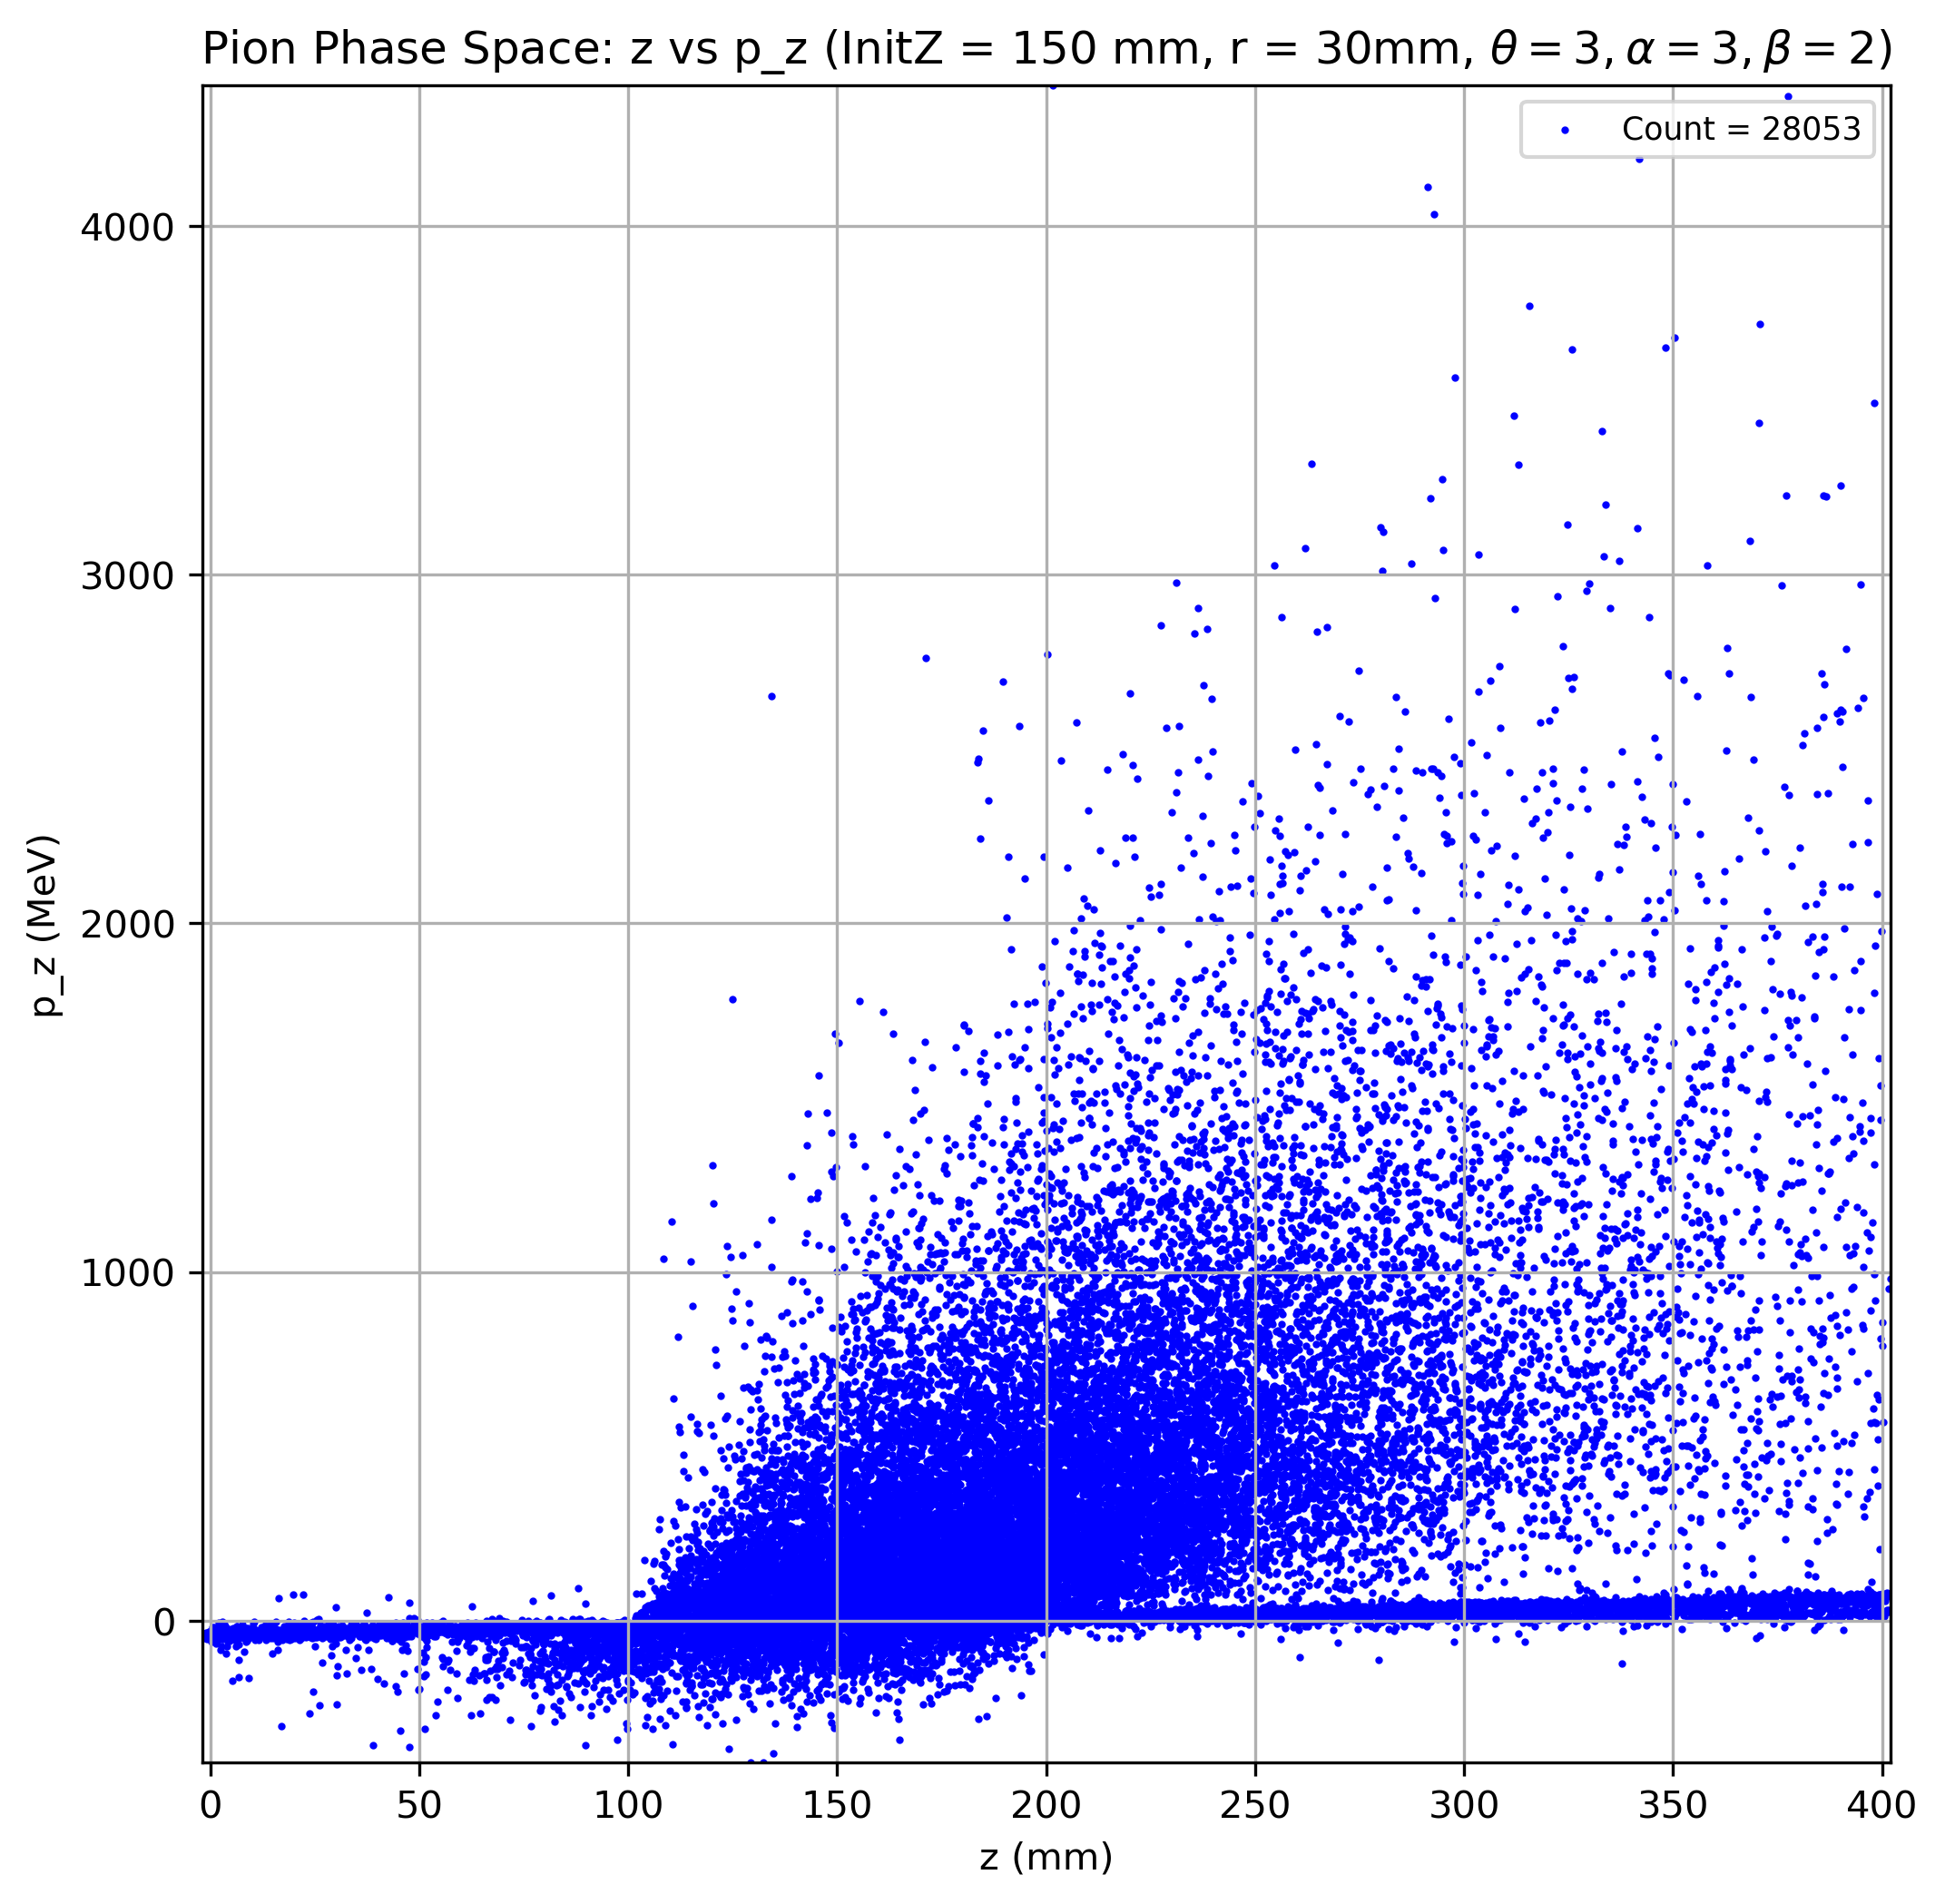 Pion Phase Space: z vs p_z (InitZ = 150 mm, r = 30mm, θ = 3, α = 3, β = 2)
Count = 28053
4000
3000
2000
1000
0
p_z (MeV)
0 50 100 150 200 250 300 350 400
z (mm)